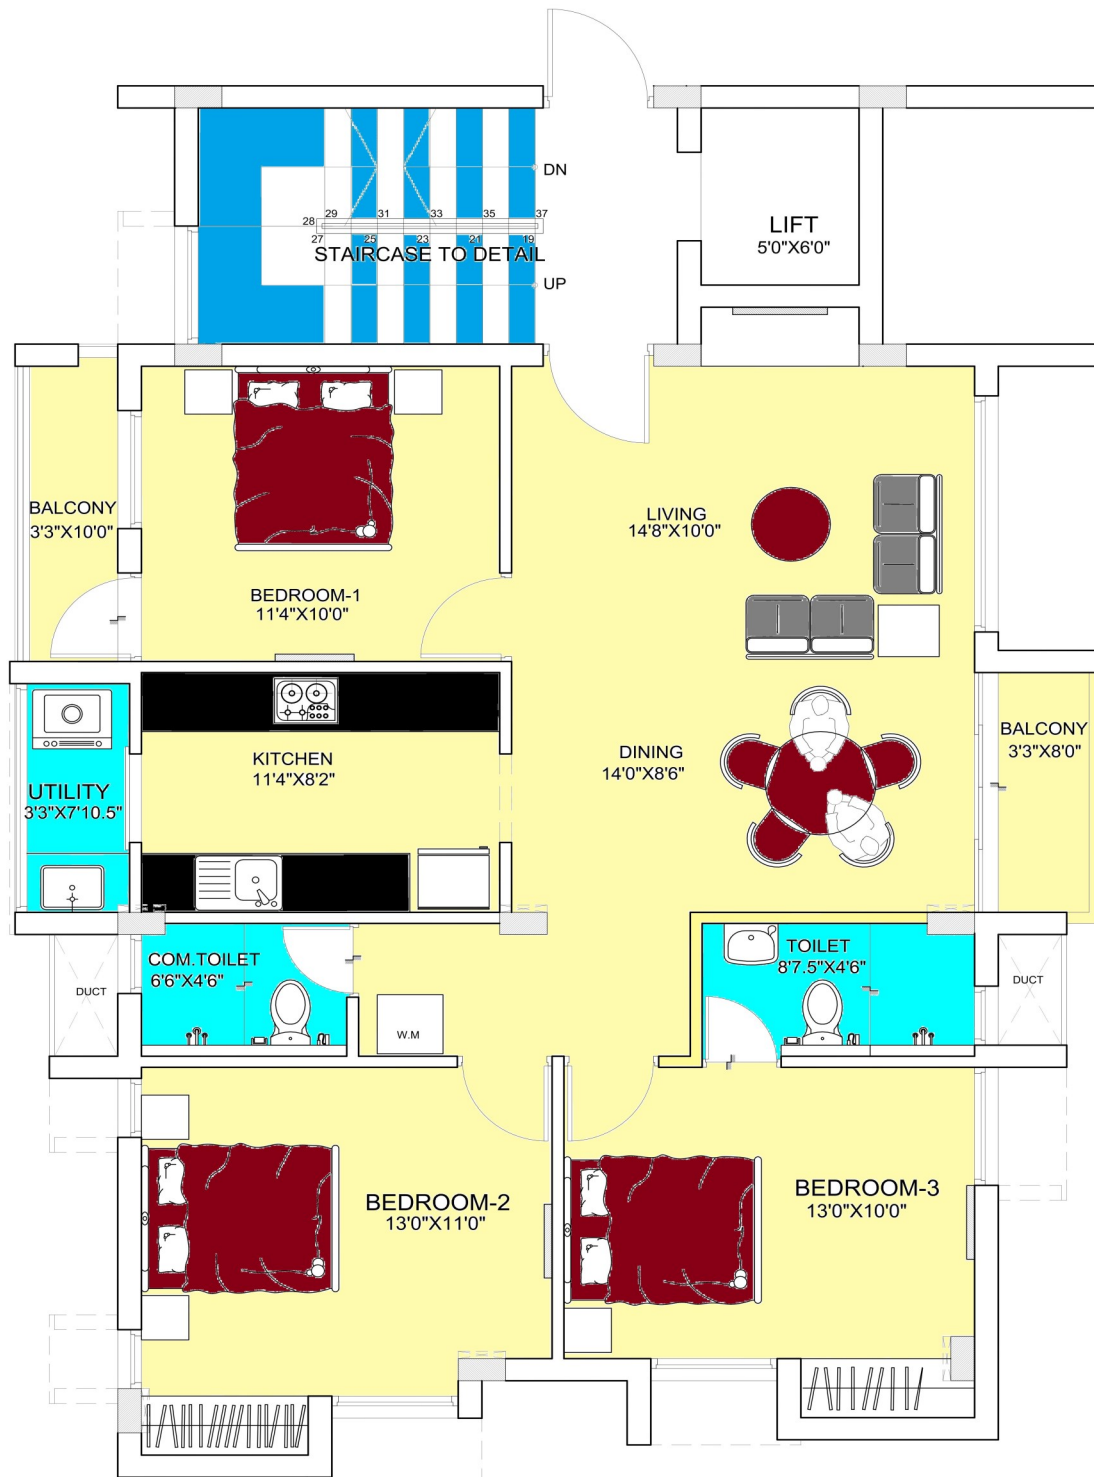 DN
29 31 33 35 37
28
27 25 23 21 19
STAIRCASE TO DETAIL
UP
LIFT
5'0"X6'0"
BALCONY
3'3"X10'0"
LIVING
14'8"X10'0"
BEDROOM-1
11'4"X10'0"
KITCHEN
11'4"X8'2"
DINING
14'0"X8'6"
BALCONY
3'3"X8'0"
UTILITY
3'3"X7'10.5"
COM.TOILET
6'6"X4'6"
TOILET
8'7.5"X4'6"
DUCT
DUCT
W.M
BEDROOM-2
13'0"X11'0"
BEDROOM-3
13'0"X10'0"